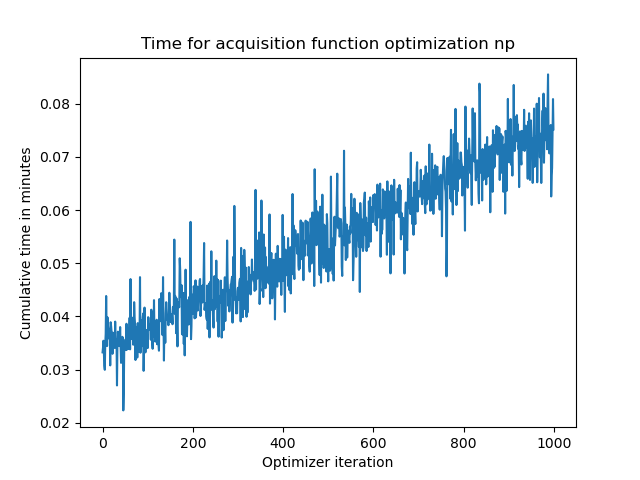 Time for acquisition function optimization np
Cumulative time in minutes
0.08
0.07
0.06
0.05
0.04
0.03
0.02
0 200 400 600 800 1000
Optimizer iteration